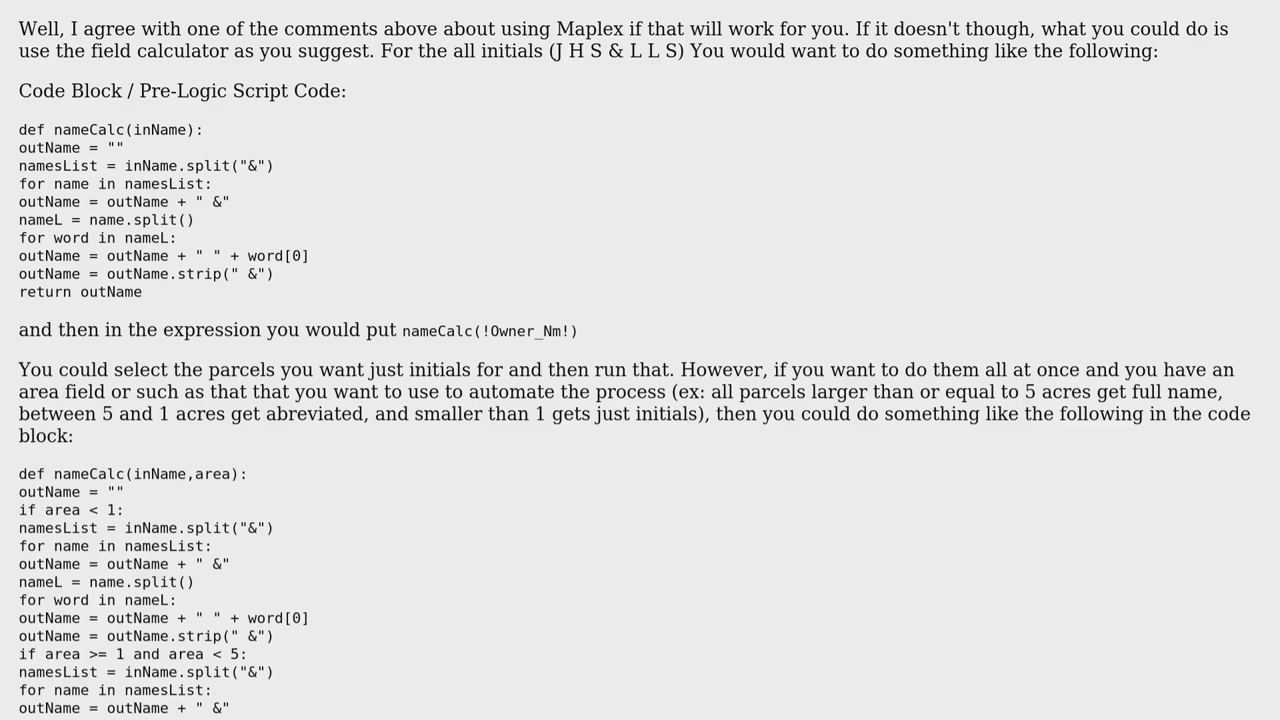 Well, I agree with one of the comments above about using Maplex if that will work for you. If it doesn't though, what you could do is
use the field calculator as you suggest. For the all initials (J H S & L L S) You would want to do something like the following:
Code Block / Pre-Logic Script Code:
def nameCalc(inName):
outName = ""
namesList = inName.split("&")
for name in namesList:
outName = outName + " &"
nameL = name.split()
for word in nameL:
outName = outName + " " + word[0]
outName = outName.strip(" &")
return outName
and then in the expression you would put nameCalc(!Owner_Nm!)
You could select the parcels you want just initials for and then run that. However, if you want to do them all at once and you have an
area field or such as that that you want to use to automate the process (ex: all parcels larger than or equal to 5 acres get full name,
between 5 and 1 acres get abreviated, and smaller than 1 gets just initials), then you could do something like the following in the code
block:
def nameCalc(inName,area):
outName = ""
if area < 1:
namesList = inName.split("&")
for name in namesList:
outName = outName + " &"
nameL = name.split()
for word in nameL:
outName = outName + " " + word[0]
outName = outName.strip(" &")
if area >= 1 and area < 5:
namesList = inName.split("&")
for name in namesList:
outName = outName + " &"